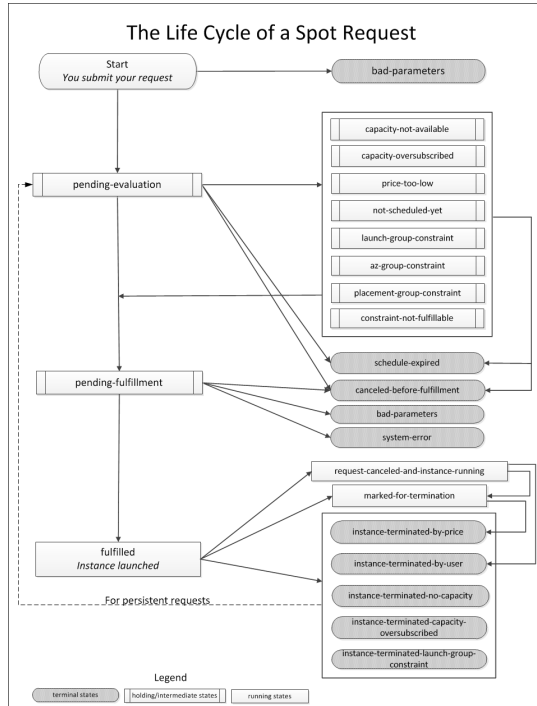 The Life Cycle of a Spot Request
Start
You submit your request
bad-parameters
capacity-not-available
capacity-oversubscribed
pending-evaluation
price-too-low
not-scheduled-yet
launch-group-constraint
az-group-constraint
placement-group-constraint
constraint-not-fulfillable
schedule-expired
pending-fulfillment
canceled-before-fulfillment
bad-parameters
system-error
request-canceled-and-instance-running
marked-for-termination
instance-terminated-by-price
fulfilled
Instance launched
instance-terminated-by-user
instance-terminated-no-capacity
For persistent requests
instance-terminated-capacity-
oversubscribed
instance-terminated-launch-group-
constraint
Legend
terminal states
holding/intermediate states
running states